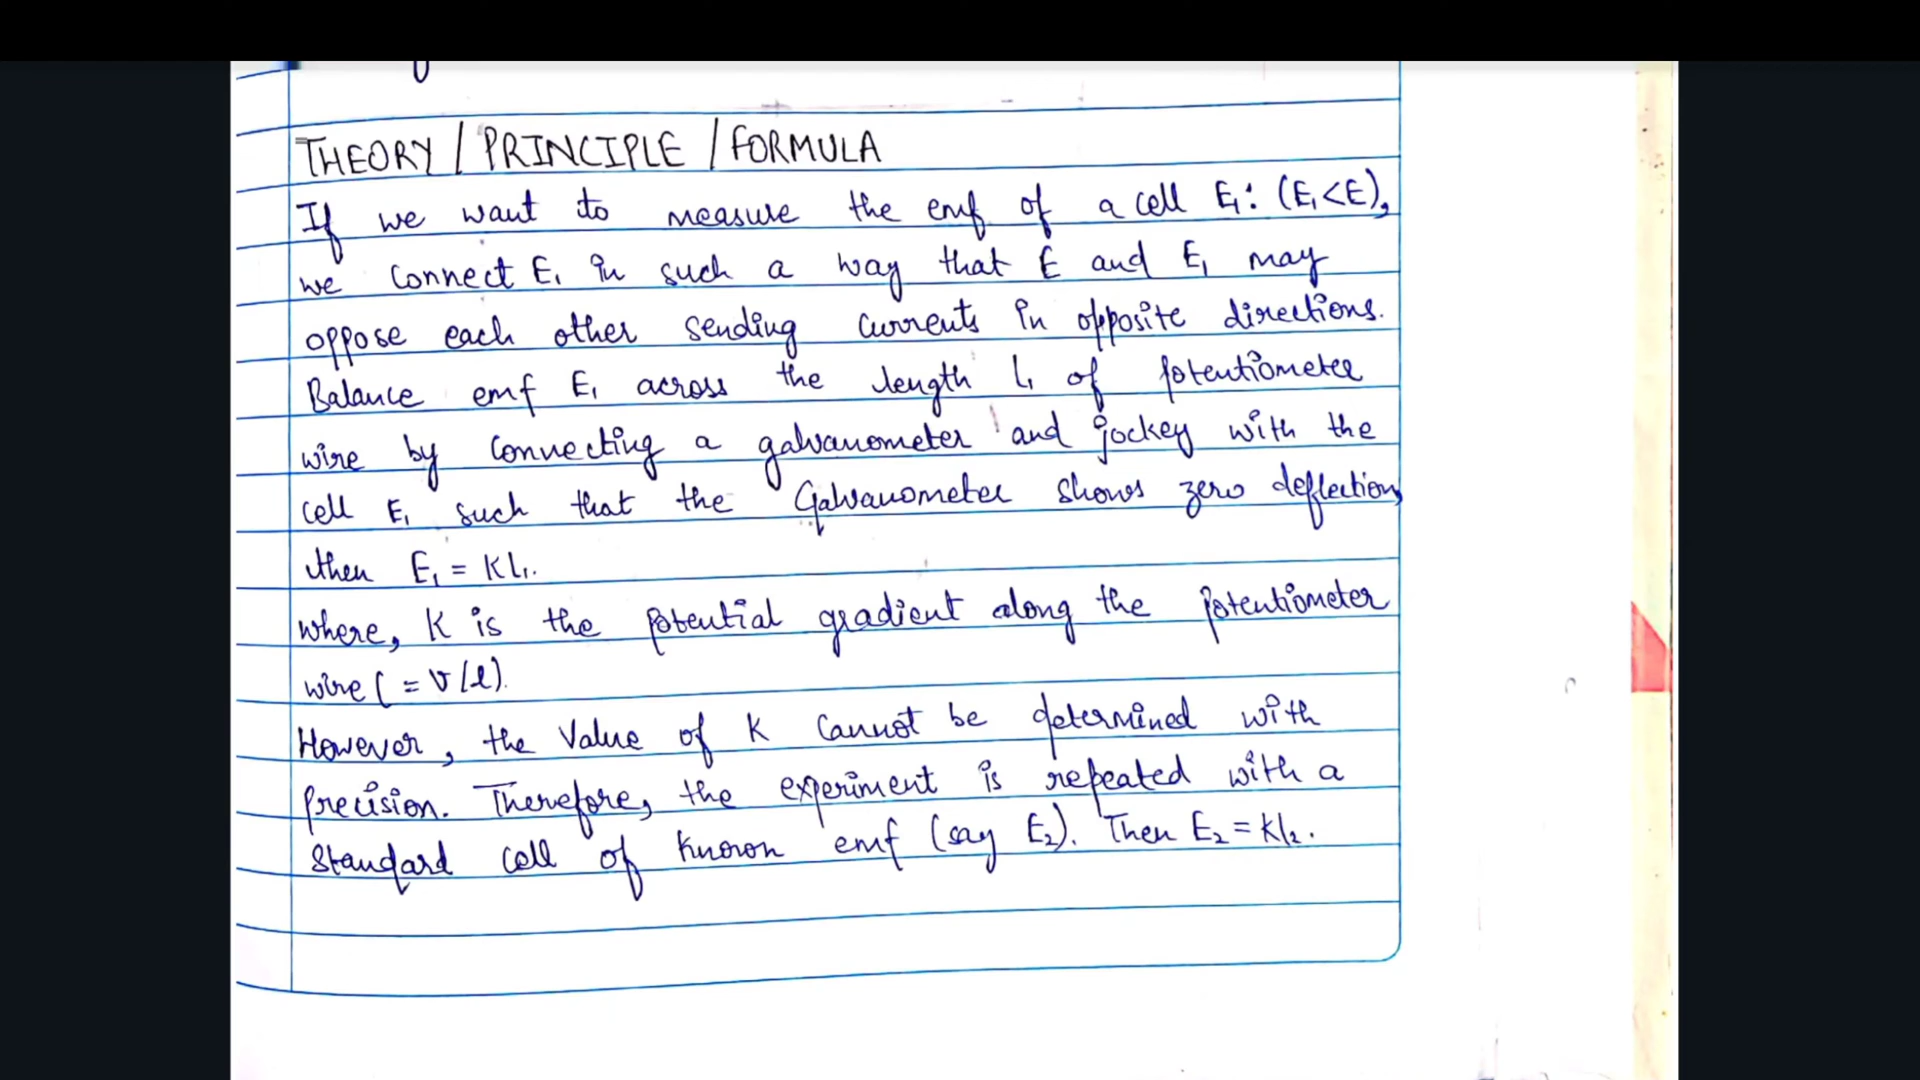 THEORY / PRINCIPLE / FORMULA
If we want to measure the emf of a cell E₁: (E₁<E),
we connect E₁ in such a way that E and E₁ may
oppose each other sending currents in opposite directions.
Balance emf E₁ across the length l₁ of potentiometer
wire by connecting a galvanometer and jockey with the
cell E₁ such that the Galvanometer shows zero deflection,
then E₁ = Kl₁.
where, K is the potential gradient along the potentiometer
wire ( = V/l).
However, the value of K cannot be determined with
precision. Therefore, the experiment is repeated with a
standard cell of known emf (say E₂). Then E₂ = Kl₂.